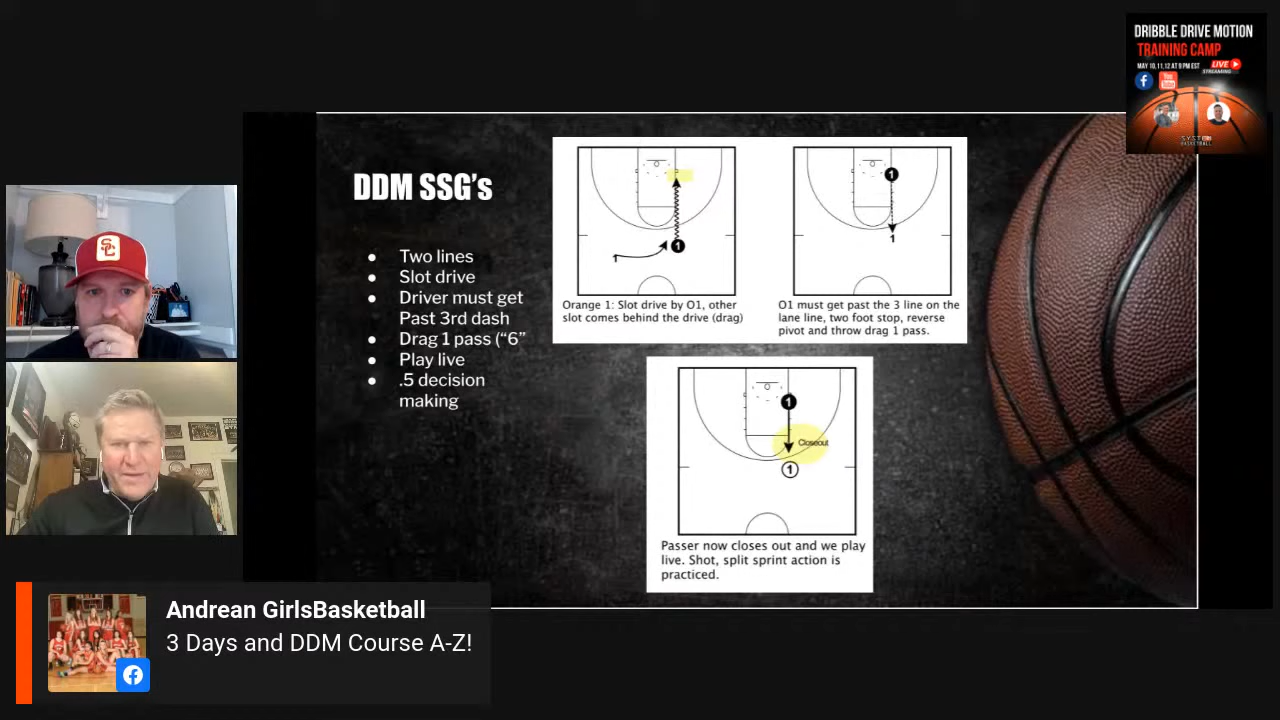 DRIBBLE DRIVE MOTION
TRAINING CAMP
MAY 10,11,12 AT 9 PM EST
LIVE
STREAMING
You
Tube
BASKETBALL
SC
DDM SSG's
● Two lines
● Slot drive
● Driver must get
Past 3rd dash
● Drag 1 pass ("6"
● Play live
● .5 decision
making
1
1
Orange 1: Slot drive by O1, other
slot comes behind the drive (drag)
1
1
O1 must get past the 3 line on the
lane line, two foot stop, reverse
pivot and throw drag 1 pass.
1
Closeout
1
Passer now closes out and we play
live. Shot, split sprint action is
practiced.
Andrean GirlsBasketball
3 Days and DDM Course A-Z!